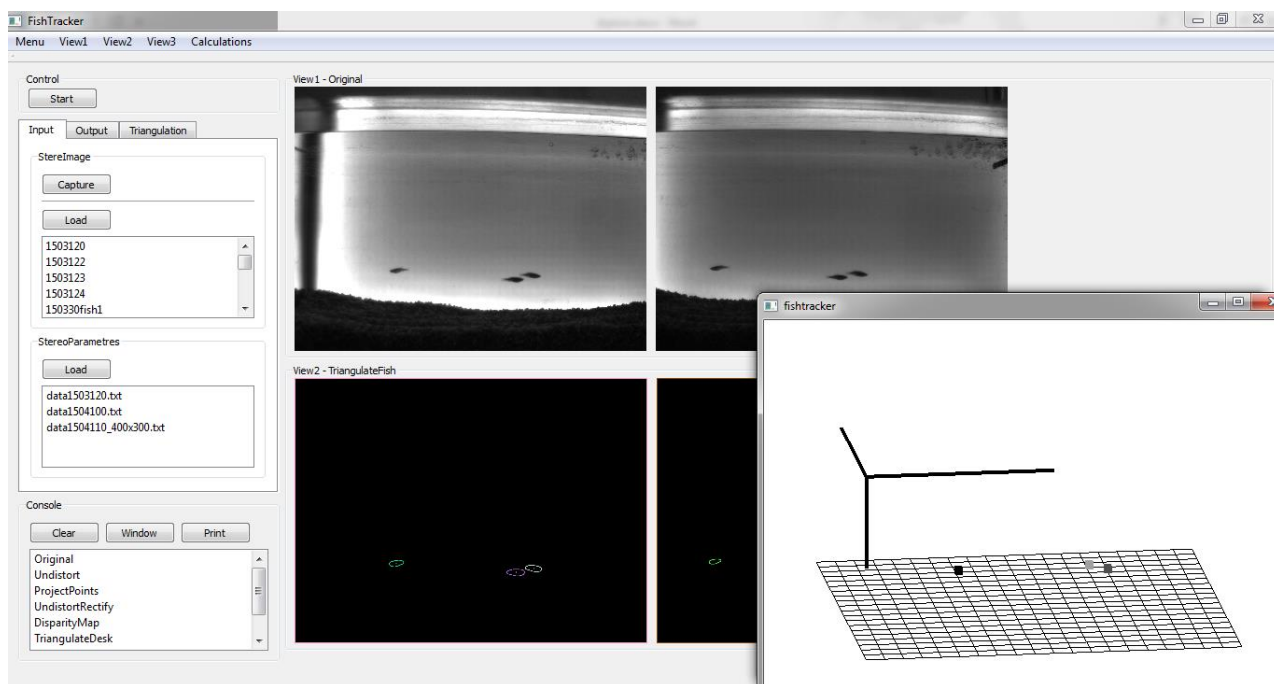 FishTracker
Menu View1 View2 View3 Calculations
Control
Start
Input Output Triangulation
StereImage
Capture
Load
1503120
1503122
1503123
1503124
150330fish1
StereoParametres
Load
data1503120.txt
data1504100.txt
data1504110_400x300.txt
Console
Clear Window Print
Original
Undistort
ProjectPoints
UndistortRectify
DisparityMap
TriangulateDesk
View1 - Original
View2 - TriangulateFish
fishtracker